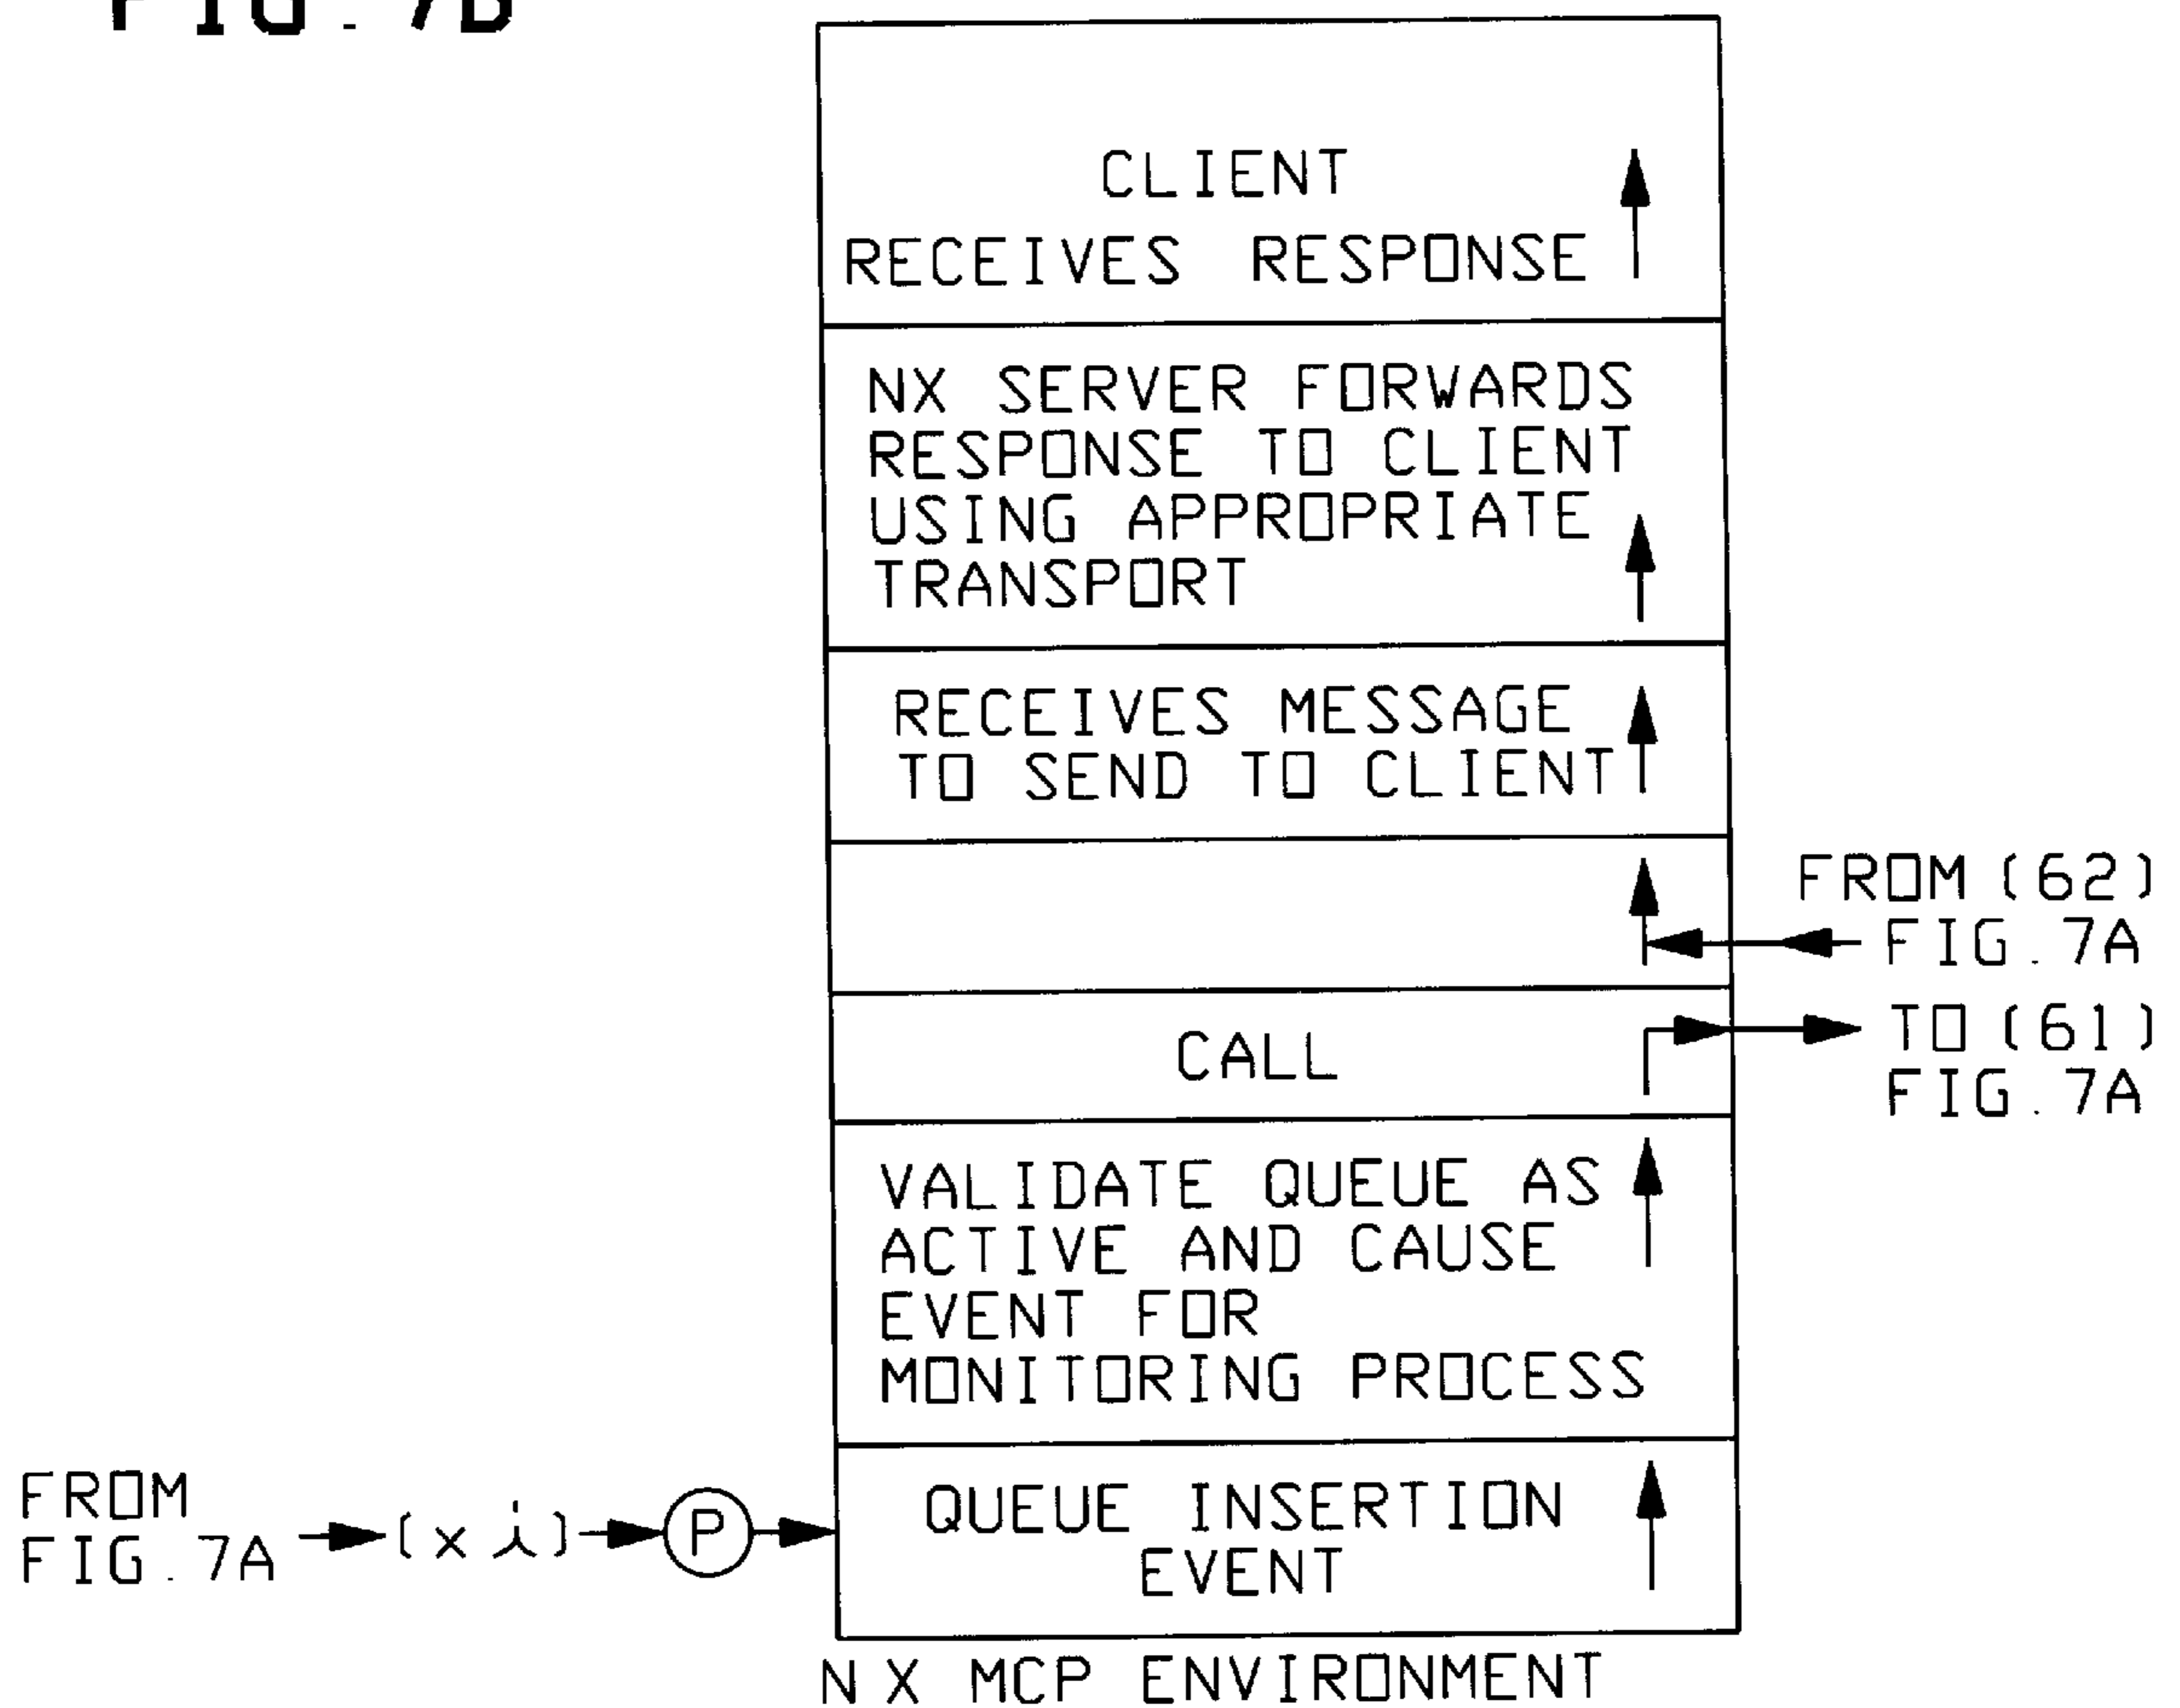 FIG. 7B
CLIENT
RECEIVES RESPONSE
NX SERVER FORWARDS
RESPONSE TO CLIENT
USING APPROPRIATE
TRANSPORT
RECEIVES MESSAGE
TO SEND TO CLIENT
FROM (62)
FIG. 7A
CALL
TO (61)
FIG. 7A
VALIDATE QUEUE AS
ACTIVE AND CAUSE
EVENT FOR
MONITORING PROCESS
FROM
FIG. 7A
(xi)
P
QUEUE INSERTION
EVENT
NX MCP ENVIRONMENT